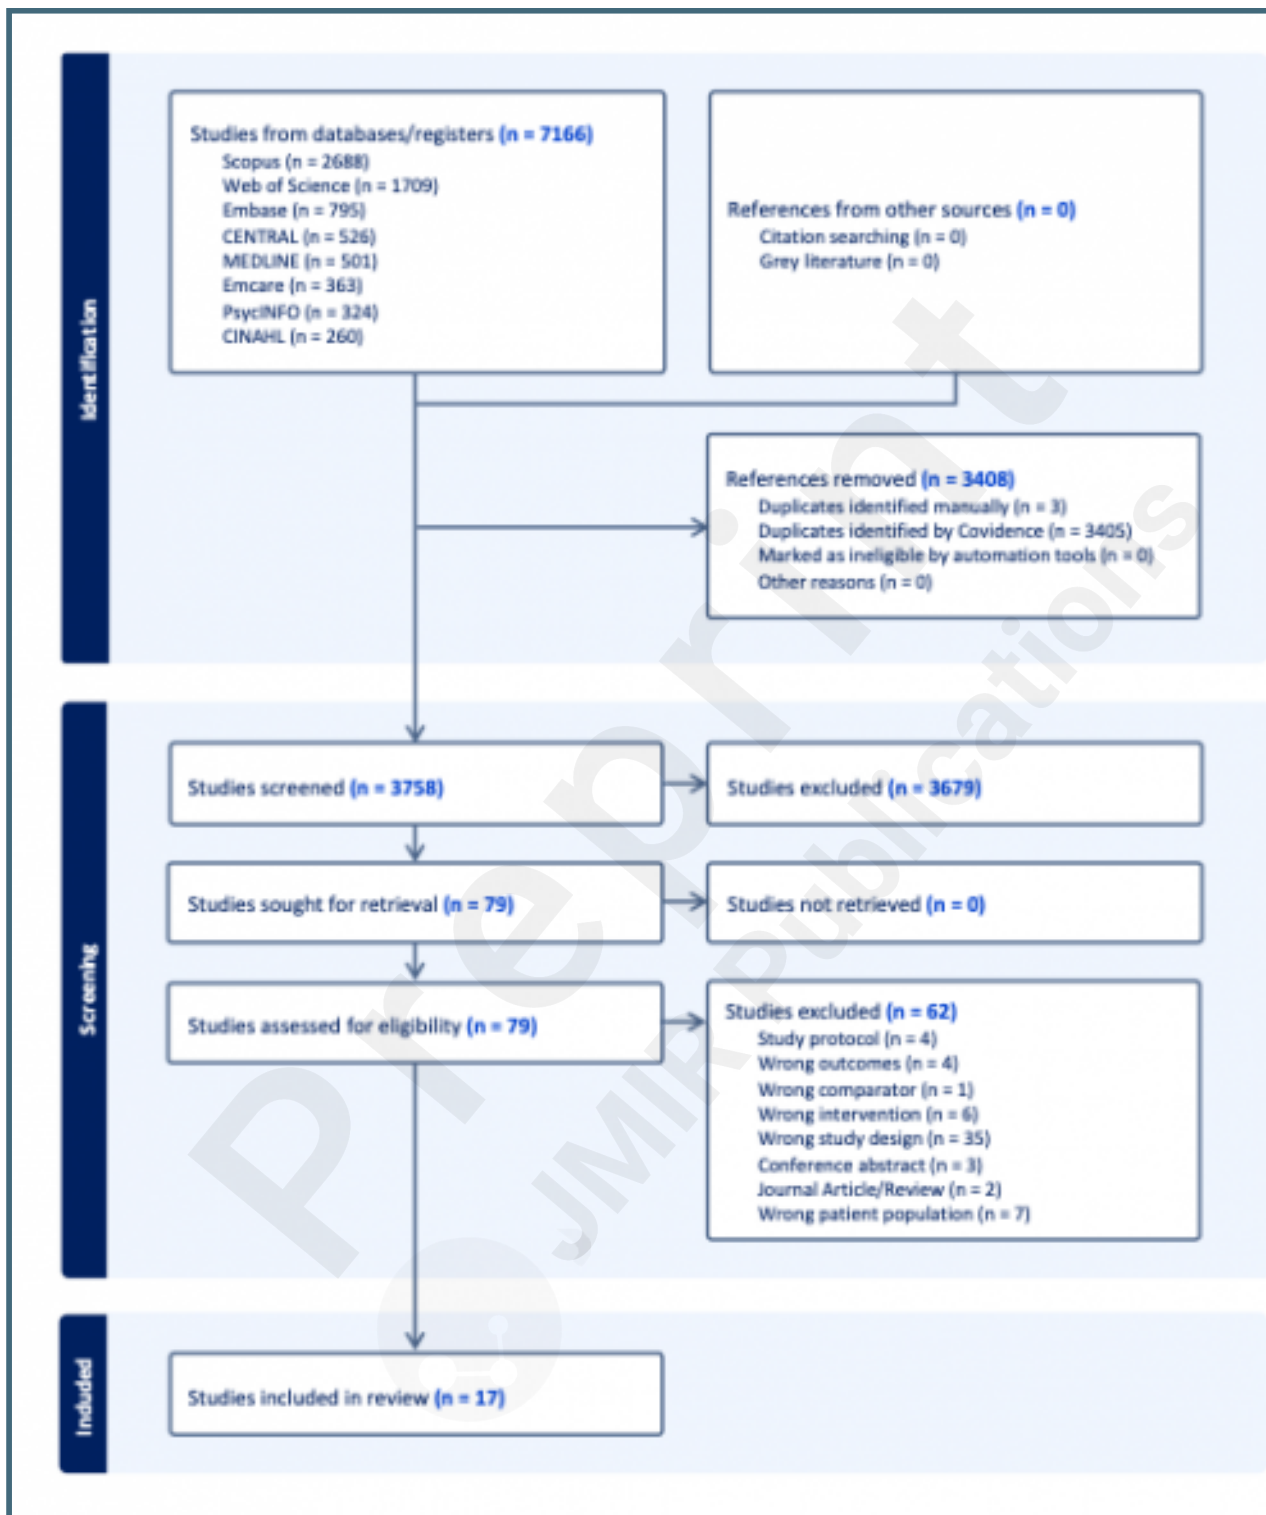 Identification
Studies from databases/registers (n = 7166)
Scopus (n = 2688)
Web of Science (n = 1709)
Embase (n = 795)
CENTRAL (n = 526)
MEDLINE (n = 501)
Emcare (n = 363)
PsycINFO (n = 324)
CINAHL (n = 260)
References from other sources (n = 0)
Citation searching (n = 0)
Grey literature (n = 0)
References removed (n = 3408)
Duplicates identified manually (n = 3)
Duplicates identified by Covidence (n = 3405)
Marked as ineligible by automation tools (n = 0)
Other reasons (n = 0)
Screening
Studies screened (n = 3758)
Studies excluded (n = 3679)
Studies sought for retrieval (n = 79)
Studies not retrieved (n = 0)
Studies assessed for eligibility (n = 79)
Studies excluded (n = 62)
Study protocol (n = 4)
Wrong outcomes (n = 4)
Wrong comparator (n = 1)
Wrong intervention (n = 6)
Wrong study design (n = 35)
Conference abstract (n = 3)
Journal Article/Review (n = 2)
Wrong patient population (n = 7)
Included
Studies included in review (n = 17)
Preprint
JMIR Publications